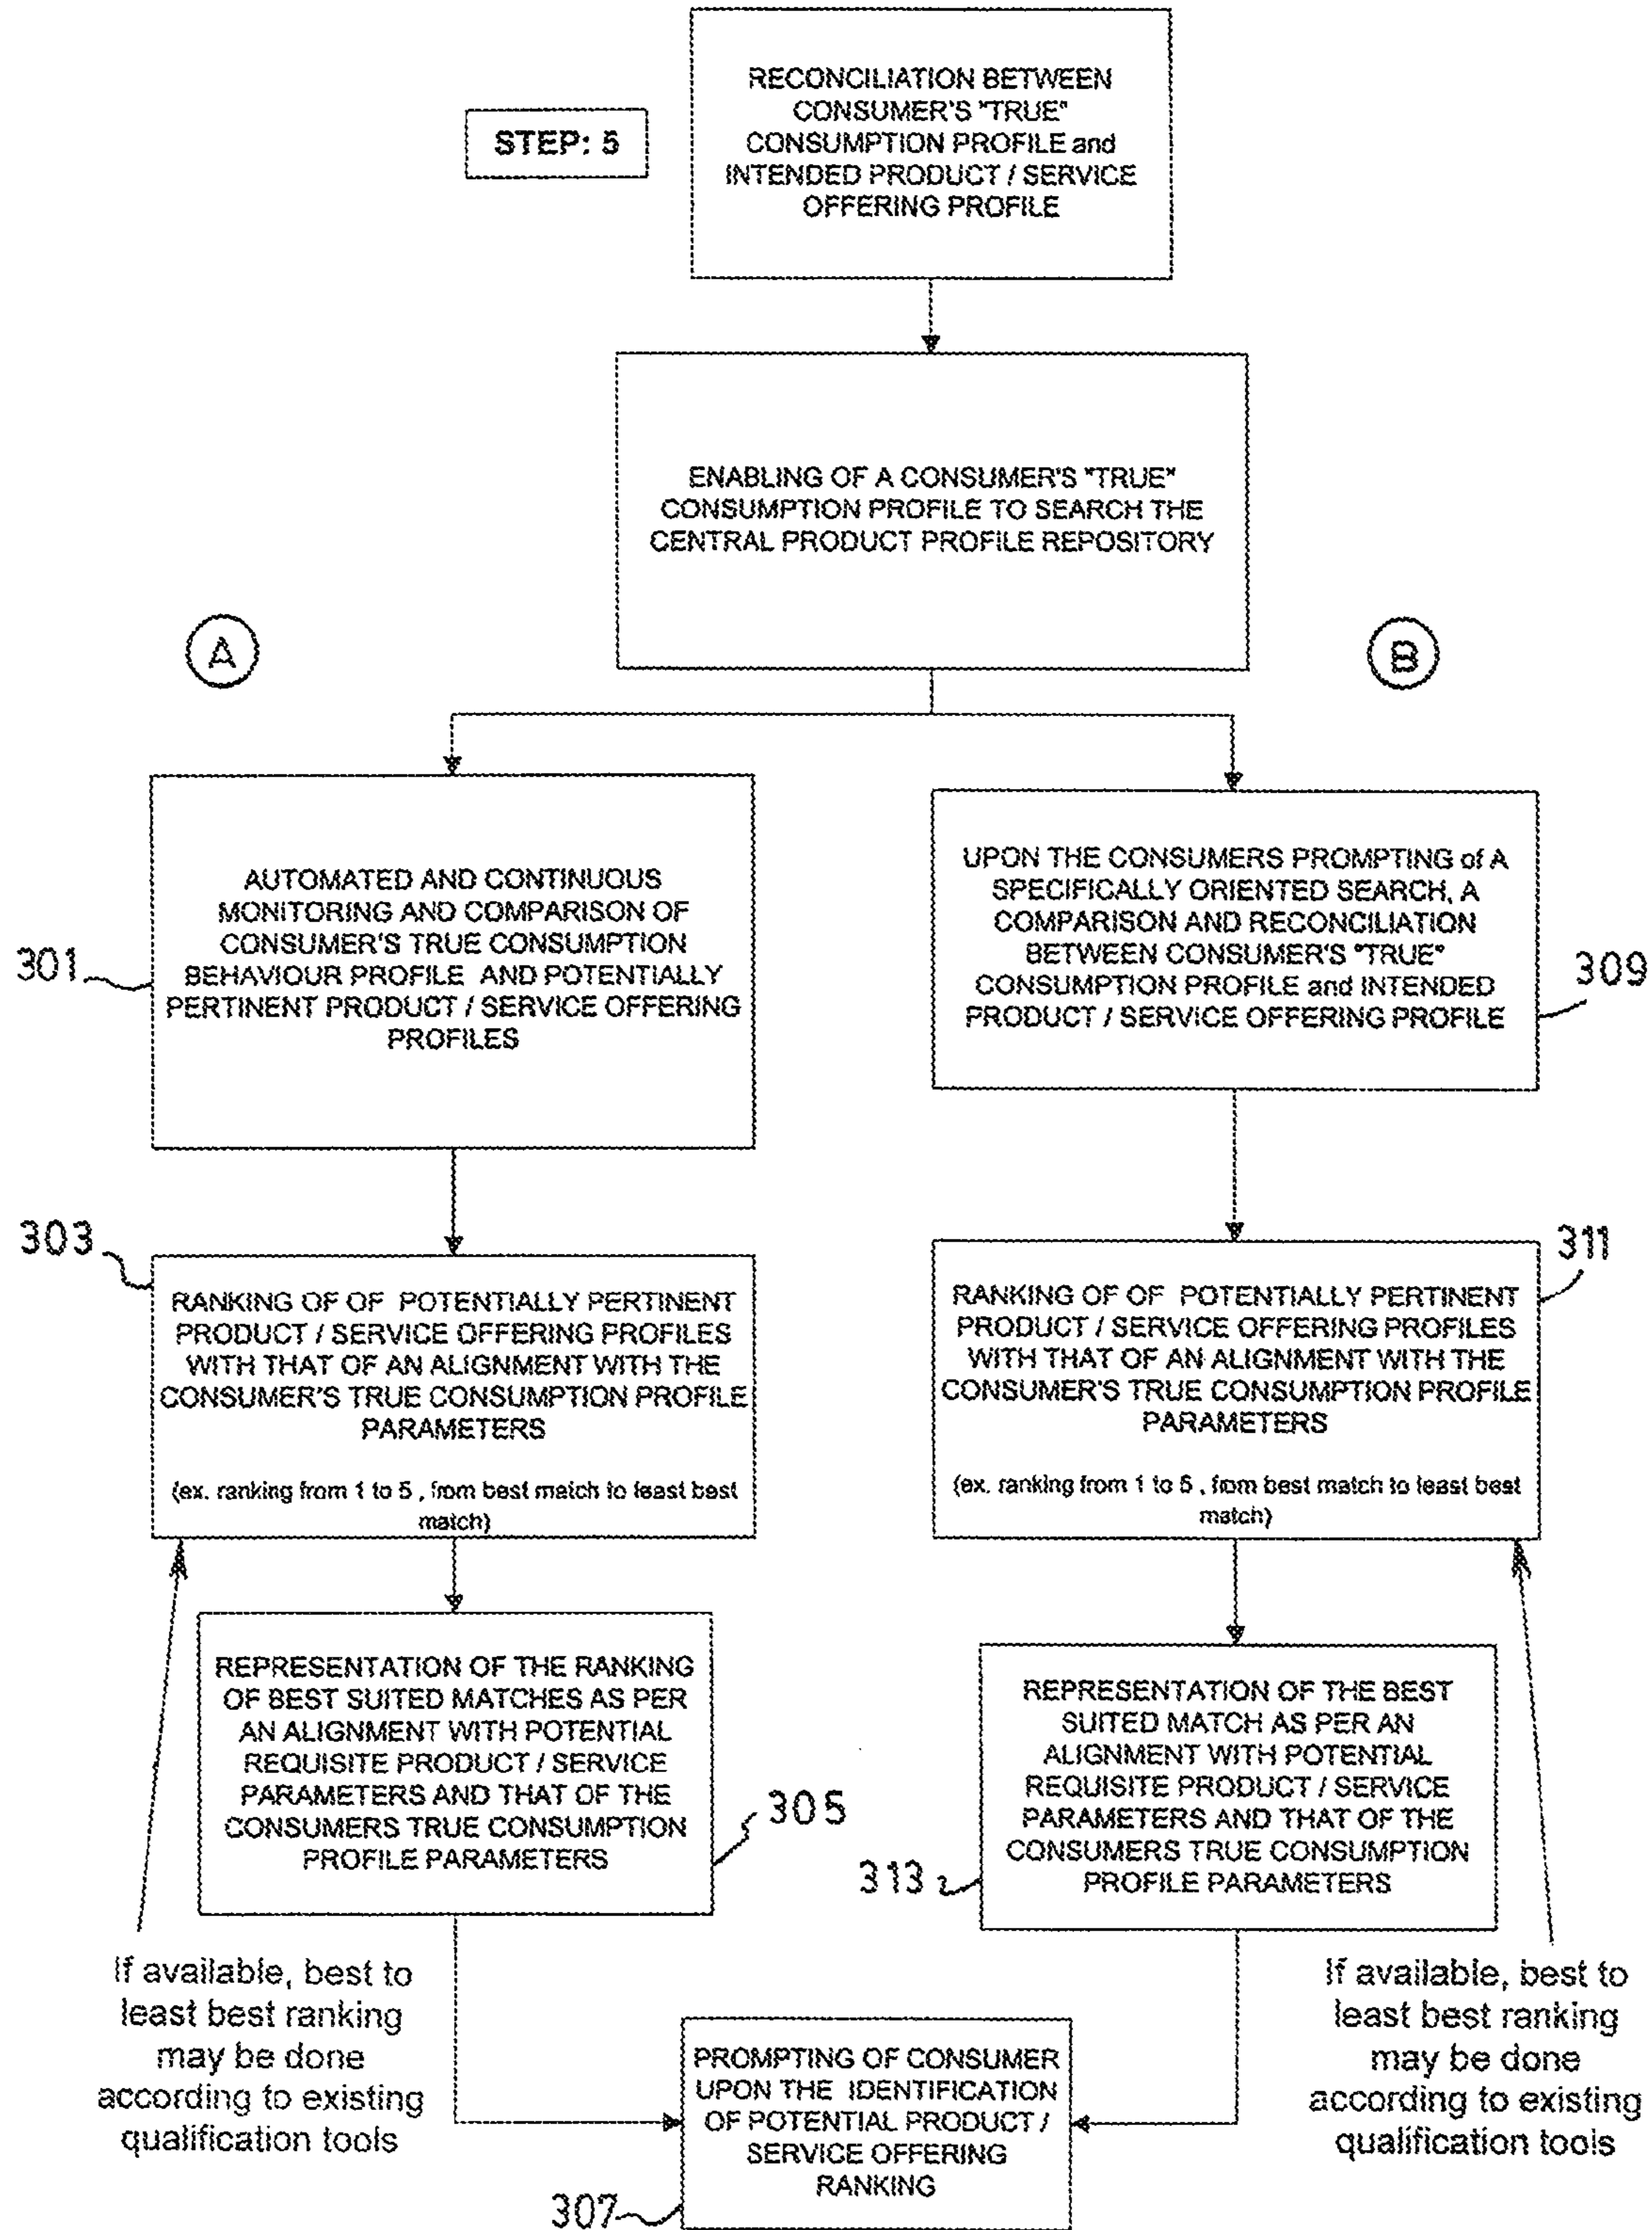 STEP: 5
RECONCILIATION BETWEEN
CONSUMER'S "TRUE"
CONSUMPTION PROFILE and
INTENDED PRODUCT / SERVICE
OFFERING PROFILE
ENABLING OF A CONSUMER'S "TRUE"
CONSUMPTION PROFILE TO SEARCH THE
CENTRAL PRODUCT PROFILE REPOSITORY
A
B
301
AUTOMATED AND CONTINUOUS
MONITORING AND COMPARISON OF
CONSUMER'S TRUE CONSUMPTION
BEHAVIOUR PROFILE AND POTENTIALLY
PERTINENT PRODUCT / SERVICE OFFERING
PROFILES
UPON THE CONSUMERS PROMPTING of A
SPECIFICALLY ORIENTED SEARCH, A
COMPARISON AND RECONCILIATION
BETWEEN CONSUMER'S "TRUE"
CONSUMPTION PROFILE and INTENDED
PRODUCT / SERVICE OFFERING PROFILE
309
303
RANKING OF OF POTENTIALLY PERTINENT
PRODUCT / SERVICE OFFERING PROFILES
WITH THAT OF AN ALIGNMENT WITH THE
CONSUMER'S TRUE CONSUMPTION PROFILE
PARAMETERS
(ex. ranking from 1 to 5 , from best match to least best
match)
311
RANKING OF OF POTENTIALLY PERTINENT
PRODUCT / SERVICE OFFERING PROFILES
WITH THAT OF AN ALIGNMENT WITH THE
CONSUMER'S TRUE CONSUMPTION PROFILE
PARAMETERS
(ex. ranking from 1 to 5 , from best match to least best
match)
REPRESENTATION OF THE RANKING
OF BEST SUITED MATCHES AS PER
AN ALIGNMENT WITH POTENTIAL
REQUISITE PRODUCT / SERVICE
PARAMETERS AND THAT OF THE
CONSUMERS TRUE CONSUMPTION
PROFILE PARAMETERS
305
REPRESENTATION OF THE BEST
SUITED MATCH AS PER AN
ALIGNMENT WITH POTENTIAL
REQUISITE PRODUCT / SERVICE
PARAMETERS AND THAT OF THE
CONSUMERS TRUE CONSUMPTION
PROFILE PARAMETERS
313
If available, best to
least best ranking
may be done
according to existing
qualification tools
PROMPTING OF CONSUMER
UPON THE IDENTIFICATION
OF POTENTIAL PRODUCT /
SERVICE OFFERING
RANKING
307
If available, best to
least best ranking
may be done
according to existing
qualification tools